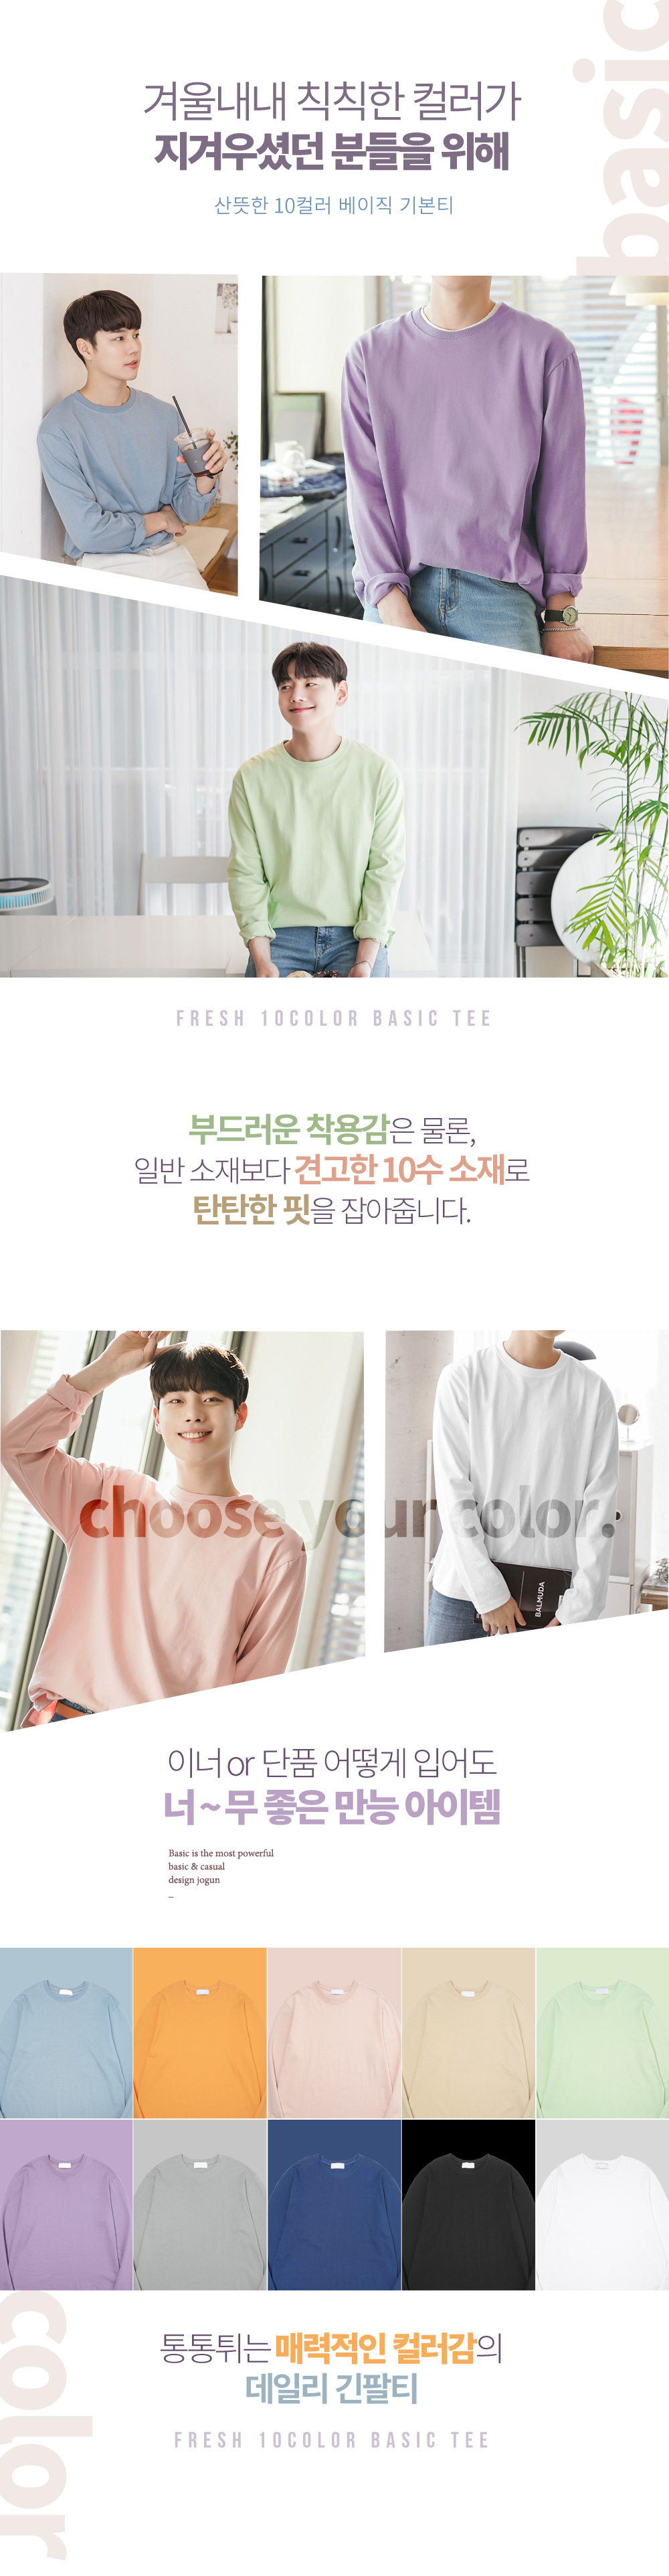 basic
겨울내내 칙칙한 컬러가
지겨우셨던 분들을 위해
산뜻한 10컬러 베이직 기본티
FRESH 10COLOR BASIC TEE
부드러운 착용감은 물론,
일반 소재보다 견고한 10수 소재로
탄탄한 핏을 잡아줍니다.
choose your color.
BALMUDA
이너 or 단품 어떻게 입어도
너~무 좋은 만능 아이템
Basic is the most powerful
basic & casual
design jogun
–
color
통통튀는 매력적인 컬러감의
데일리 긴팔티
FRESH 10COLOR BASIC TEE